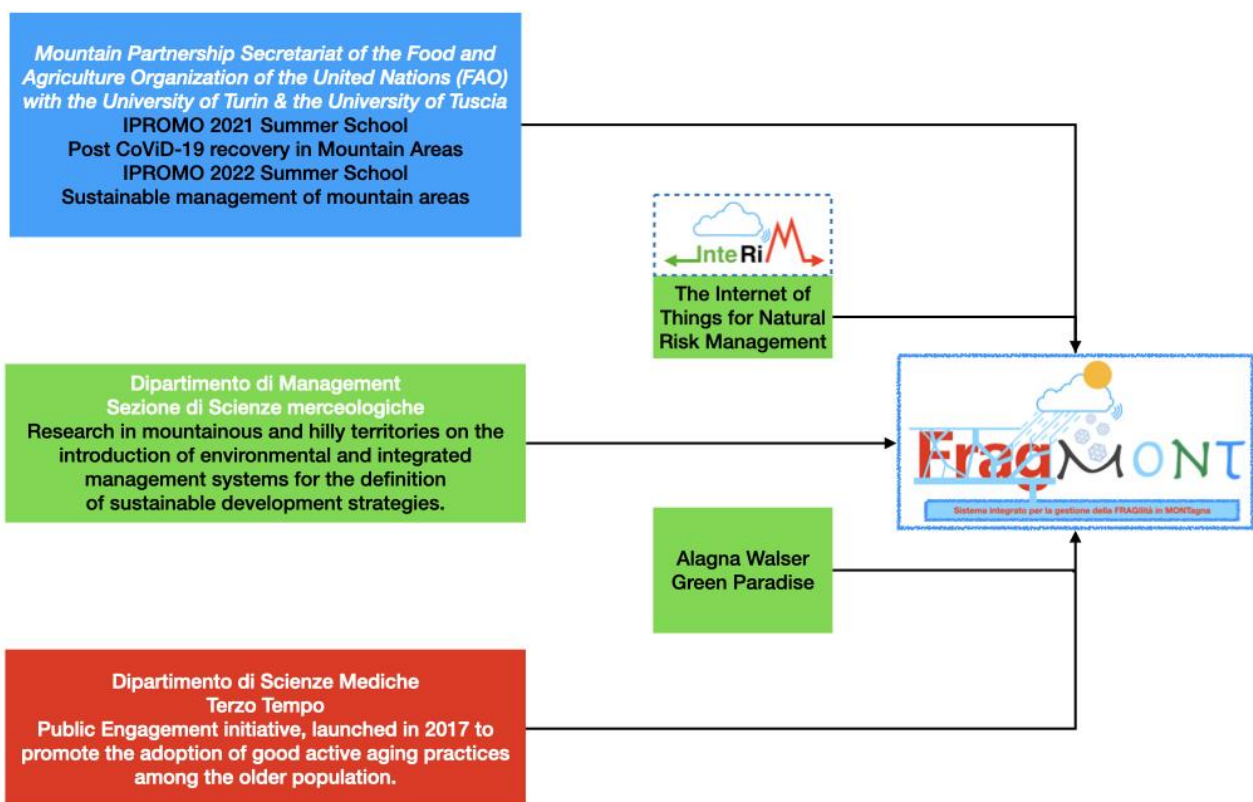 Mountain Partnership Secretariat of the Food and
Agriculture Organization of the United Nations (FAO)
with the University of Turin & the University of Tuscia
IPROMO 2021 Summer School
Post CoViD-19 recovery in Mountain Areas
IPROMO 2022 Summer School
Sustainable management of mountain areas
InteRiM
The Internet of
Things for Natural
Risk Management
Dipartimento di Management
Sezione di Scienze merceologiche
Research in mountainous and hilly territories on the
introduction of environmental and integrated
management systems for the definition
of sustainable development strategies.
FragMONT
Sistema integrato per la gestione della FRAGilità in MONTagna
Alagna Walser
Green Paradise
Dipartimento di Scienze Mediche
Terzo Tempo
Public Engagement initiative, launched in 2017 to
promote the adoption of good active aging practices
among the older population.